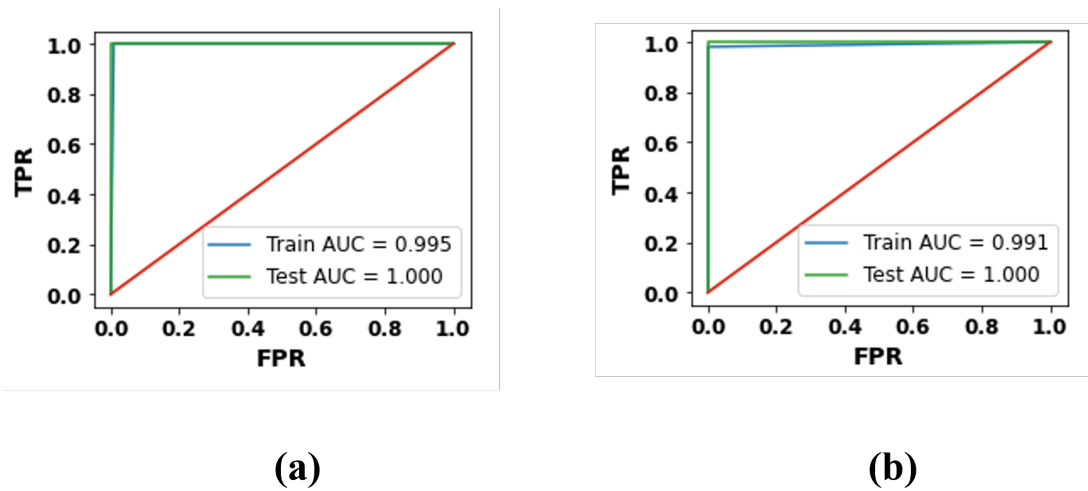 1.0
0.8
0.6
0.4
0.2
0.0
TPR
Train AUC = 0.995
Test AUC = 1.000
0.0 0.2 0.4 0.6 0.8 1.0
FPR
(a)
1.0
0.8
0.6
0.4
0.2
0.0
TPR
Train AUC = 0.991
Test AUC = 1.000
0.0 0.2 0.4 0.6 0.8 1.0
FPR
(b)